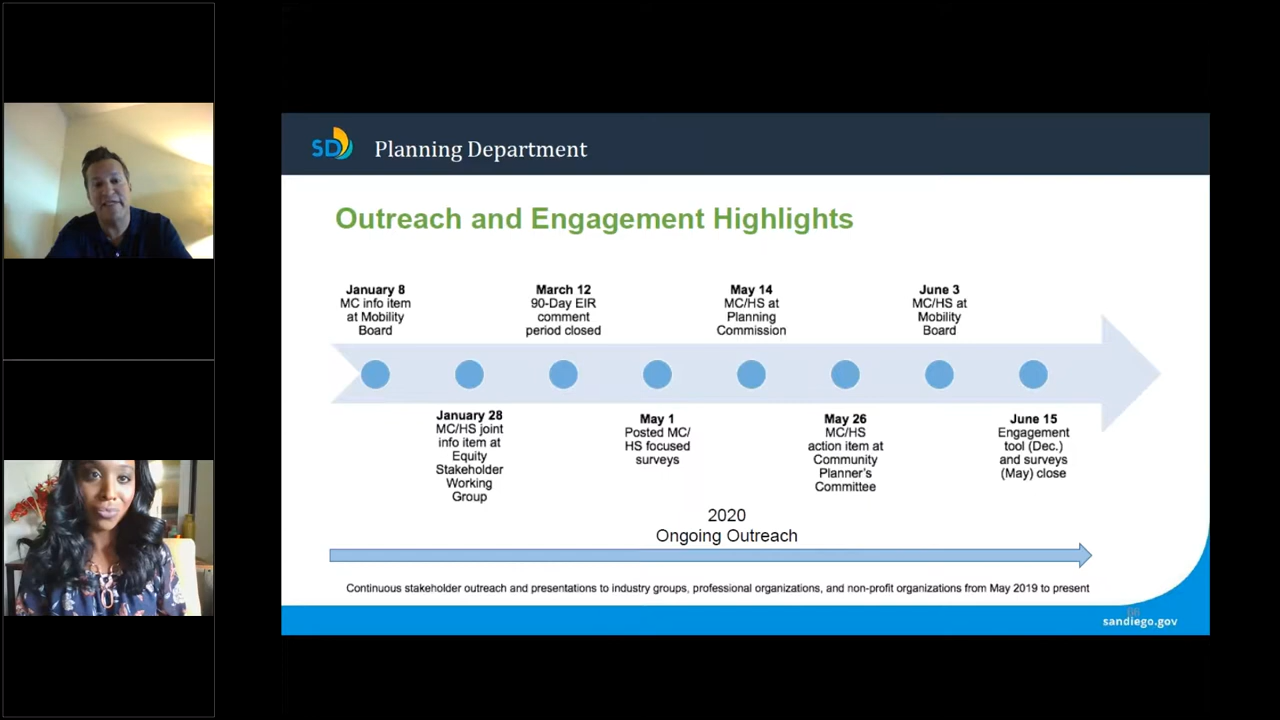 SD Planning Department
Outreach and Engagement Highlights
January 8
MC info item
at Mobility
Board
March 12
90-Day EIR
comment
period closed
May 14
MC/HS at
Planning
Commission
June 3
MC/HS at
Mobility
Board
January 28
MC/HS joint
info item at
Equity
Stakeholder
Working
Group
May 1
Posted MC/
HS focused
surveys
May 26
MC/HS
action item at
Community
Planner's
Committee
June 15
Engagement
tool (Dec.)
and surveys
(May) close
2020
Ongoing Outreach
Continuous stakeholder outreach and presentations to industry groups, professional organizations, and non-profit organizations from May 2019 to present
sandiego.gov